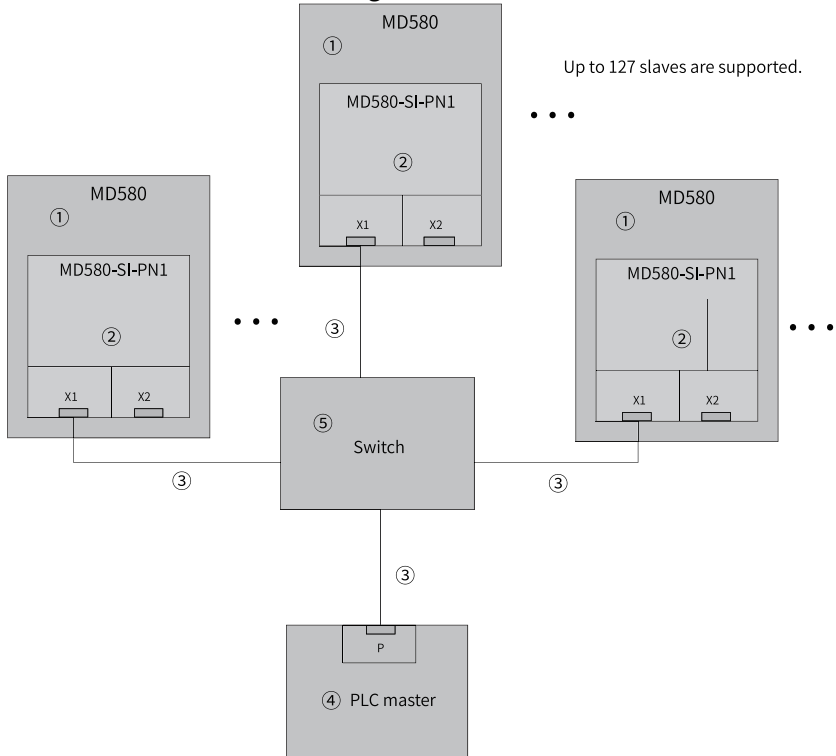 MD580
①
Up to 127 slaves are supported.
MD580-SI-PN1
②
X1 X2
MD580
①
MD580-SI-PN1
②
X1 X2
MD580
①
MD580-SI-PN1
②
X1 X2
③
⑤
Switch
③
③
③
P
④ PLC master